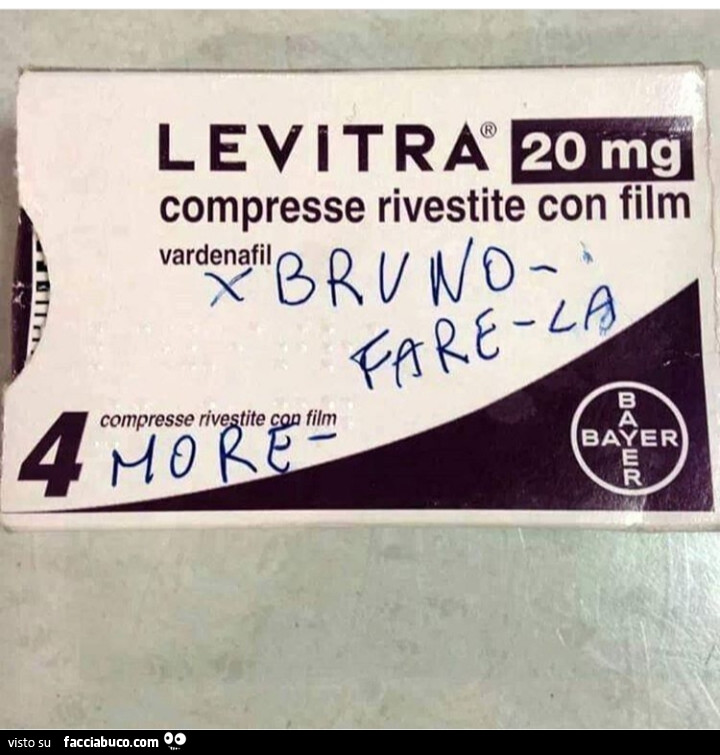 LEVITRA® 20 mg
compresse rivestite con film
vardenafil
x BRUNO-
FARE-LA
4 compresse rivestite con film
MORE-
BAYER
BAYER
visto su facciabuco.com